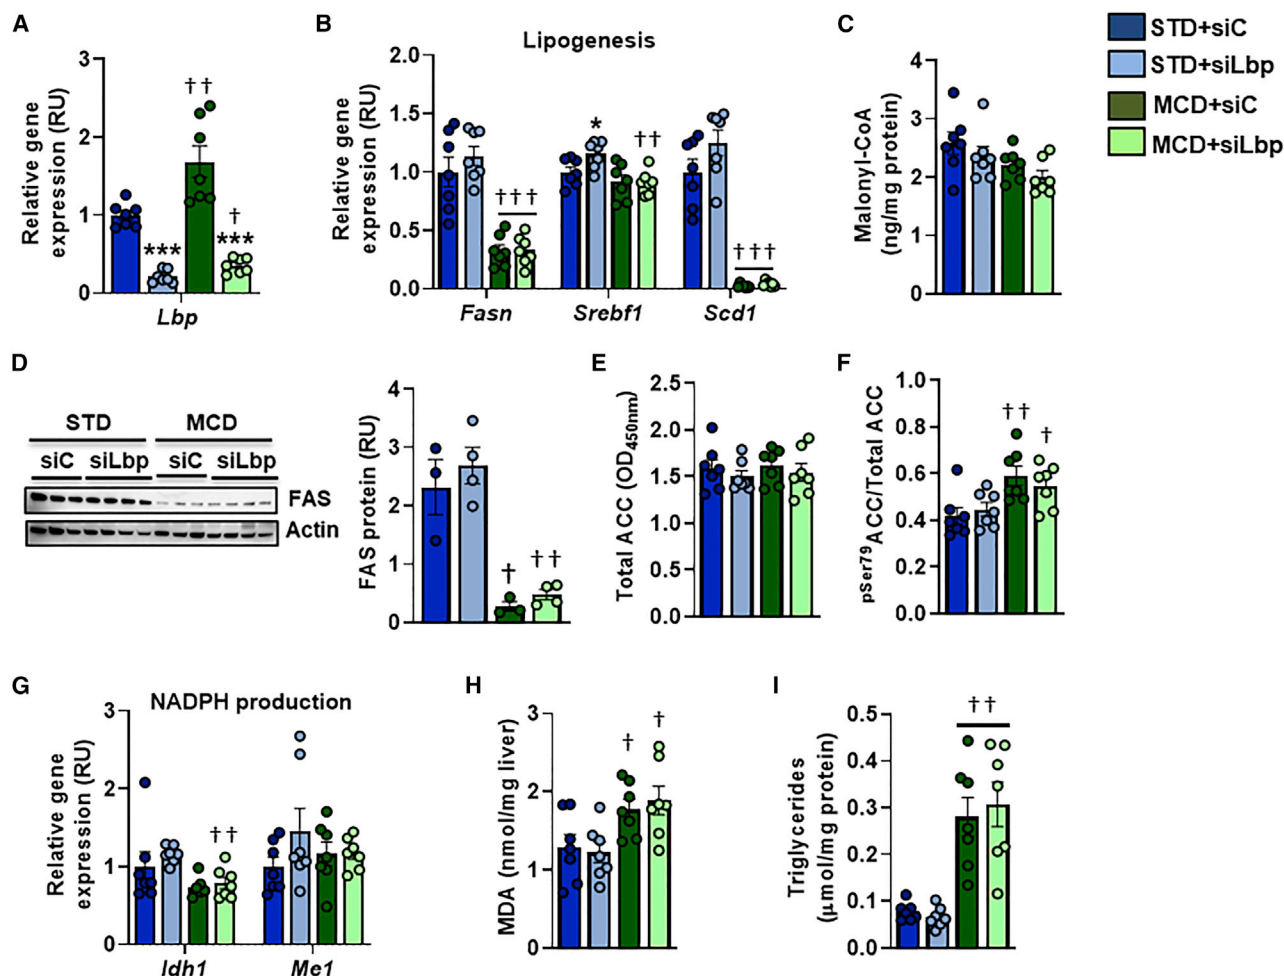 A
Relative gene
expression (RU)
3
2
1
0
† †
***
†
***
Lbp
B
Lipogenesis
Relative gene
expression (RU)
2.0
1.5
1.0
0.5
0.0
† † †
*
† †
† † †
Fasn
Srebf1
Scd1
C
Malonyl-CoA
(ng/mg protein)
4
3
2
1
0
STD+siC
STD+siLbp
MCD+siC
MCD+siLbp
D
STD
MCD
siC
siLbp
siC
siLbp
FAS
Actin
FAS protein (RU)
4
3
2
1
0
†
† †
E
Total ACC (OD450nm)
2.5
2.0
1.5
1.0
0.5
0.0
F
pSer79ACC/Total ACC
1.0
0.8
0.6
0.4
0.2
0.0
† †
†
G
NADPH production
Relative gene
expression (RU)
3
2
1
0
† †
Idh1
Me1
H
MDA (nmol/mg liver)
3
2
1
0
†
†
I
Triglycerides
(µmol/mg protein)
0.5
0.4
0.3
0.2
0.1
0.0
† †